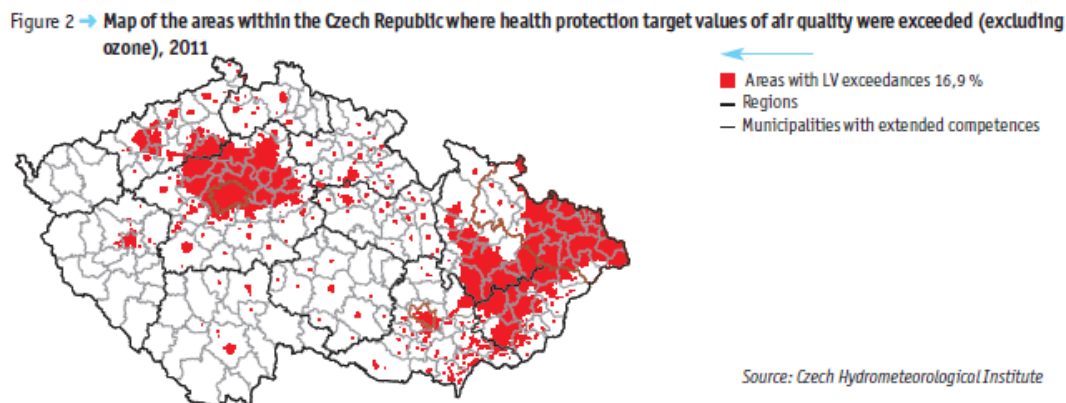 Figure 2 → Map of the areas within the Czech Republic where health protection target values of air quality were exceeded (excluding
ozone), 2011
Areas with LV exceedances 16,9 %
Regions
Municipalities with extended competences
Source: Czech Hydrometeorological Institute